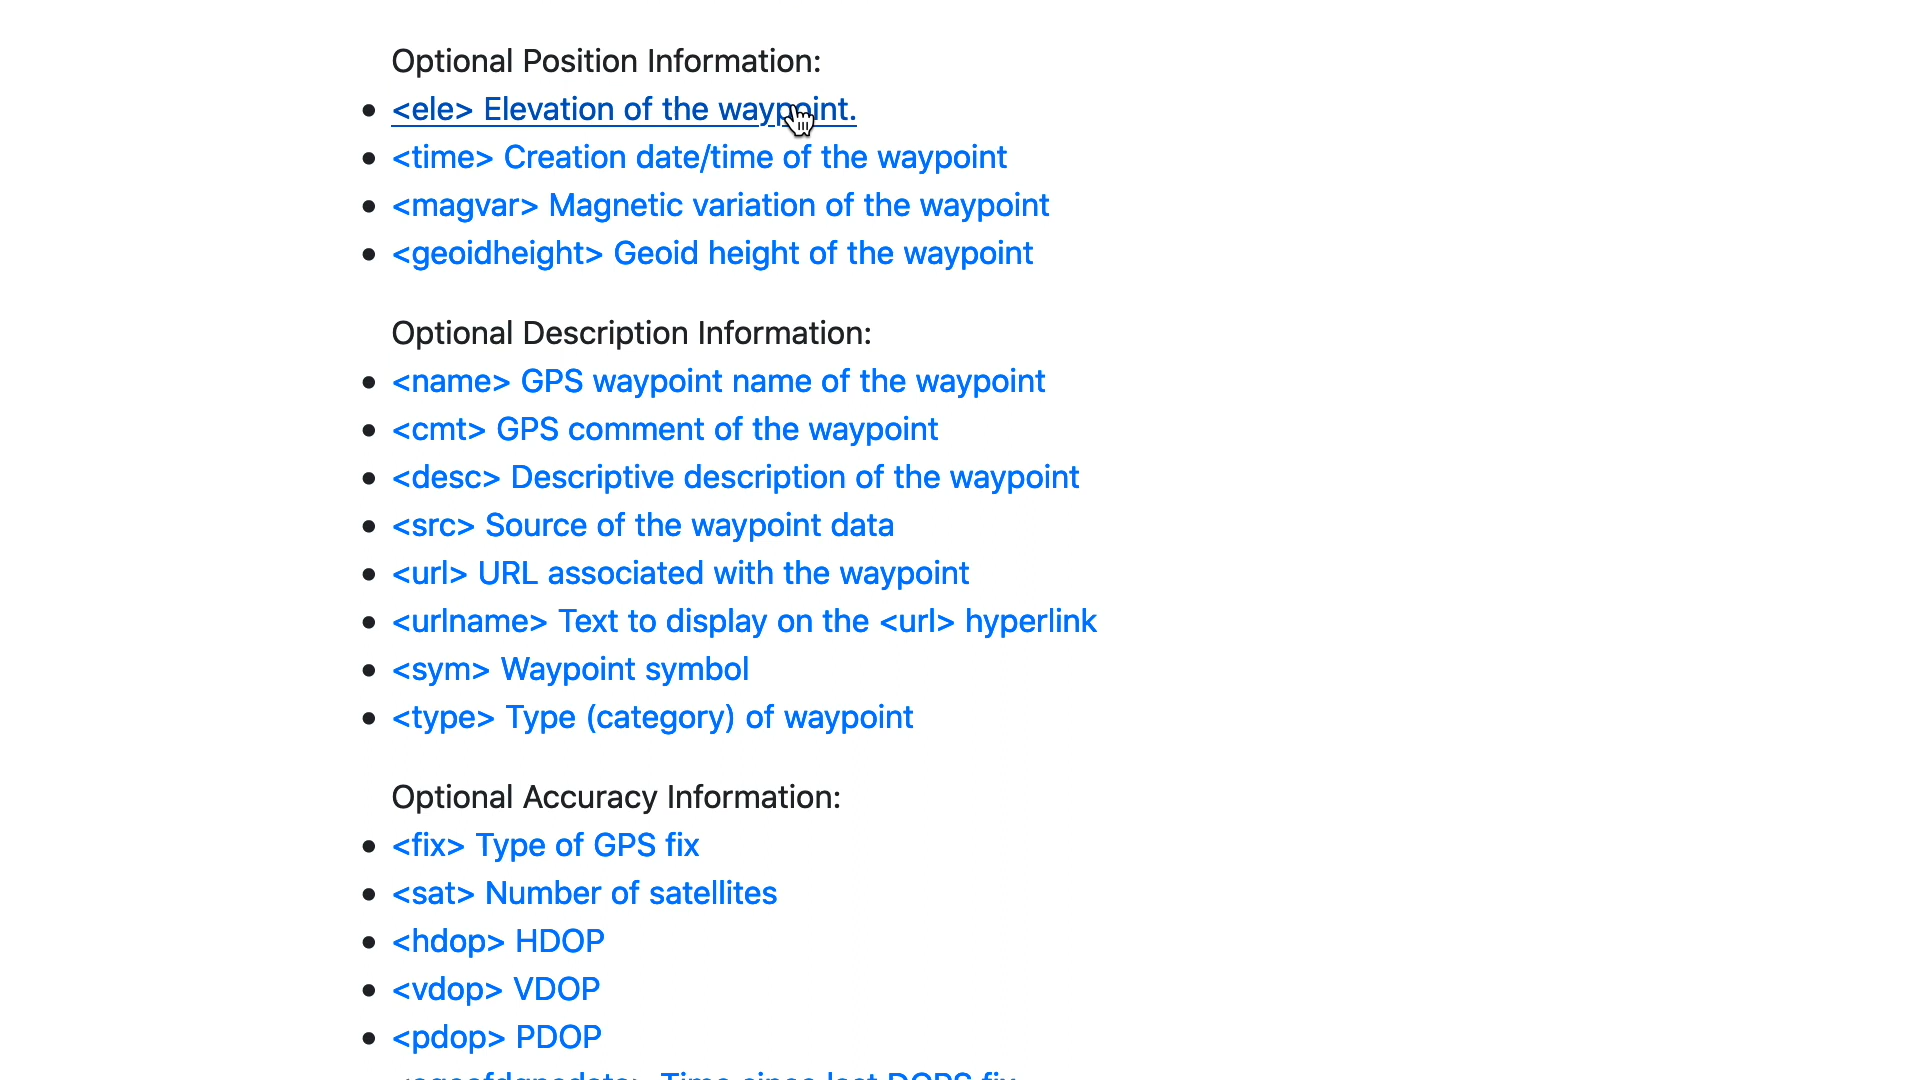 Optional Position Information:
<ele> Elevation of the waypoint.
<time> Creation date/time of the waypoint
<magvar> Magnetic variation of the waypoint
<geoidheight> Geoid height of the waypoint
Optional Description Information:
<name> GPS waypoint name of the waypoint
<cmt> GPS comment of the waypoint
<desc> Descriptive description of the waypoint
<src> Source of the waypoint data
<url> URL associated with the waypoint
<urlname> Text to display on the <url> hyperlink
<sym> Waypoint symbol
<type> Type (category) of waypoint
Optional Accuracy Information:
<fix> Type of GPS fix
<sat> Number of satellites
<hdop> HDOP
<vdop> VDOP
<pdop> PDOP
Time since last DGPS fix